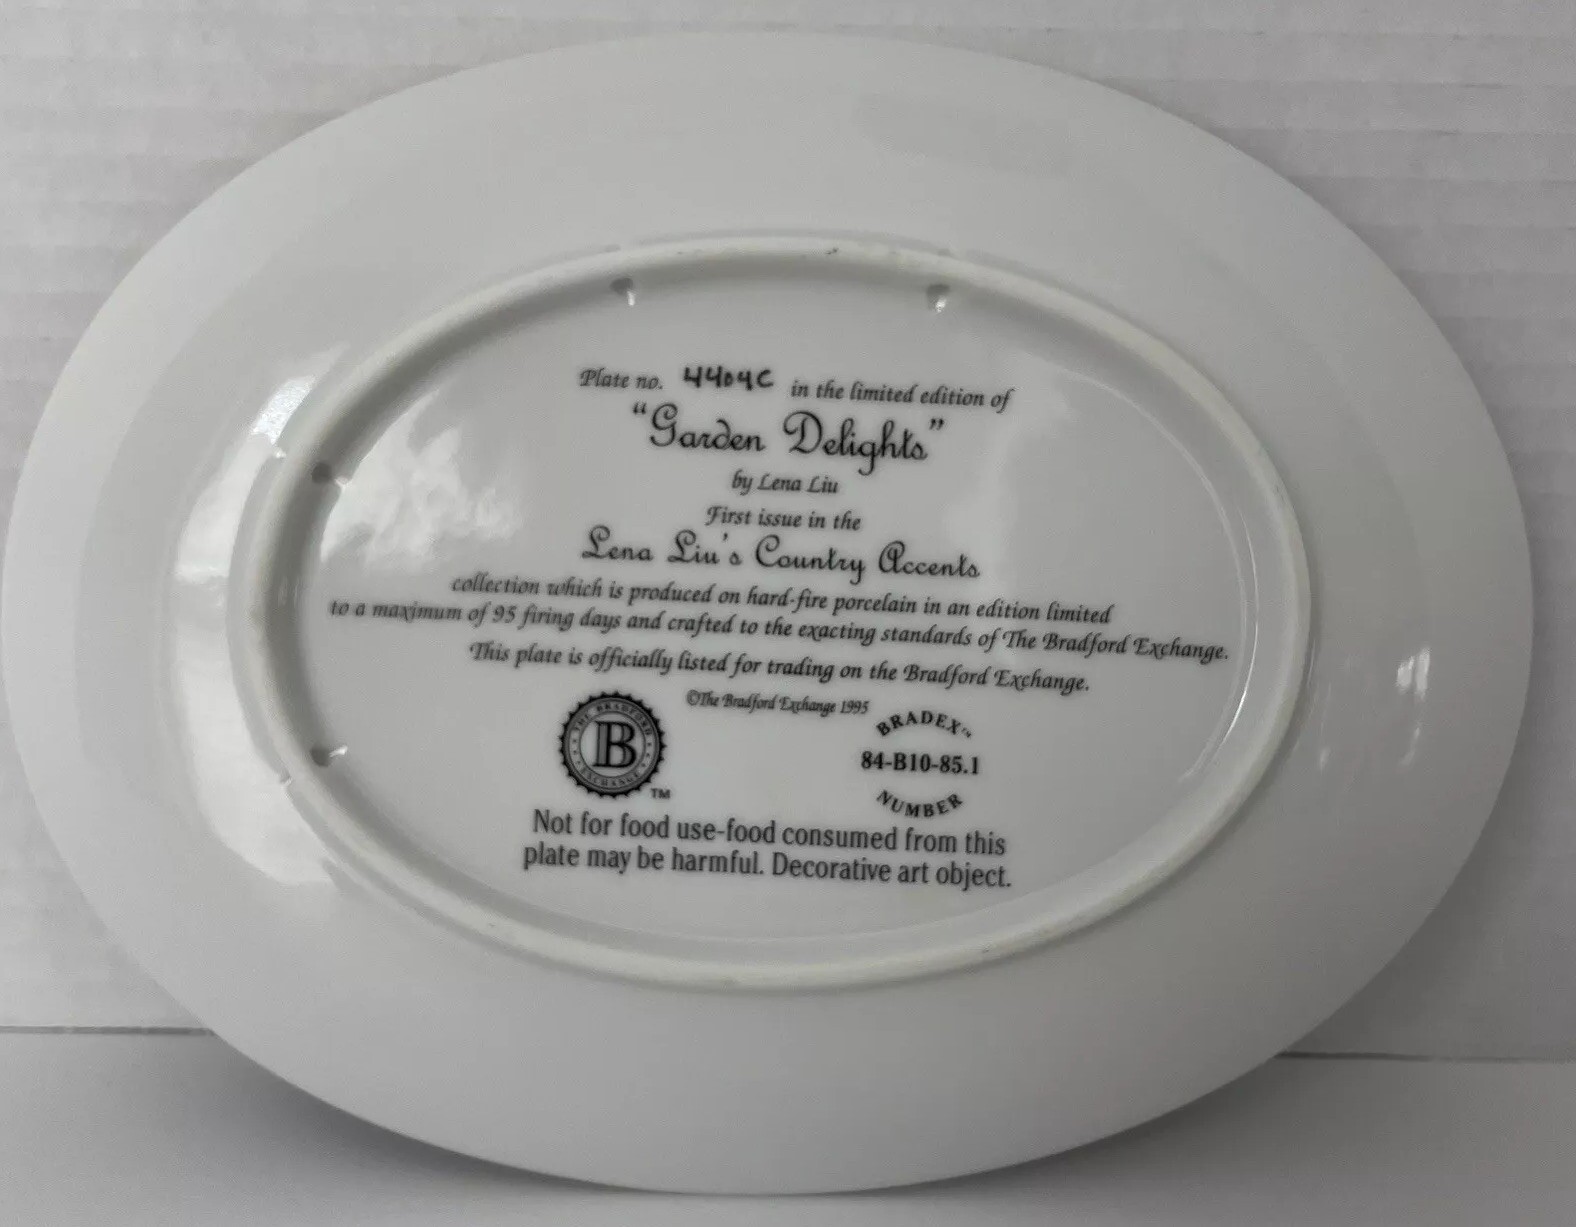 Plate no. 4404C in the limited edition of
“Garden Delights”
by Lena Liu
First issue in the
Lena Liu's Country Accents
collection which is produced on hard-fire porcelain in an edition limited
to a maximum of 95 firing days and crafted to the exacting standards of The Bradford Exchange.
This plate is officially listed for trading on the Bradford Exchange.
©The Bradford Exchange 1995
THE BRADFORD
B
EXCHANGE
TM
BRADEX™
84-B10-85.1
NUMBER
Not for food use-food consumed from this
plate may be harmful. Decorative art object.